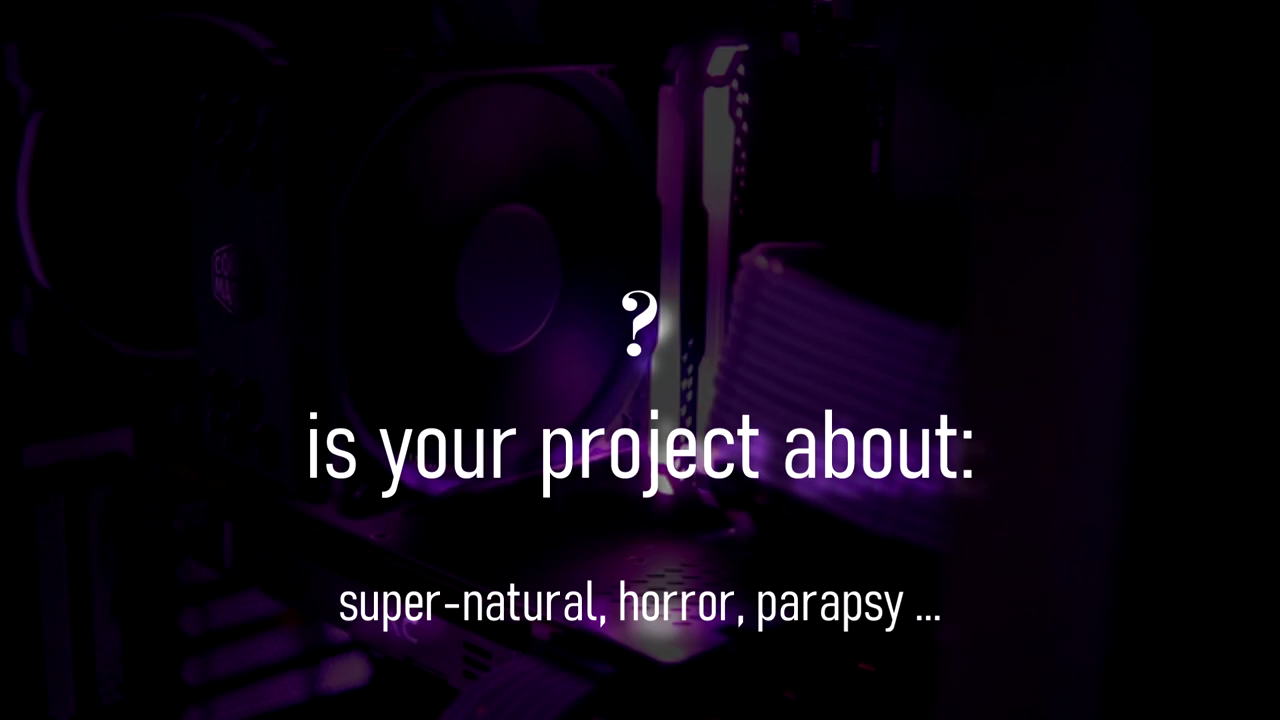 ?
is your project about:
super-natural, horror, parapsy ...